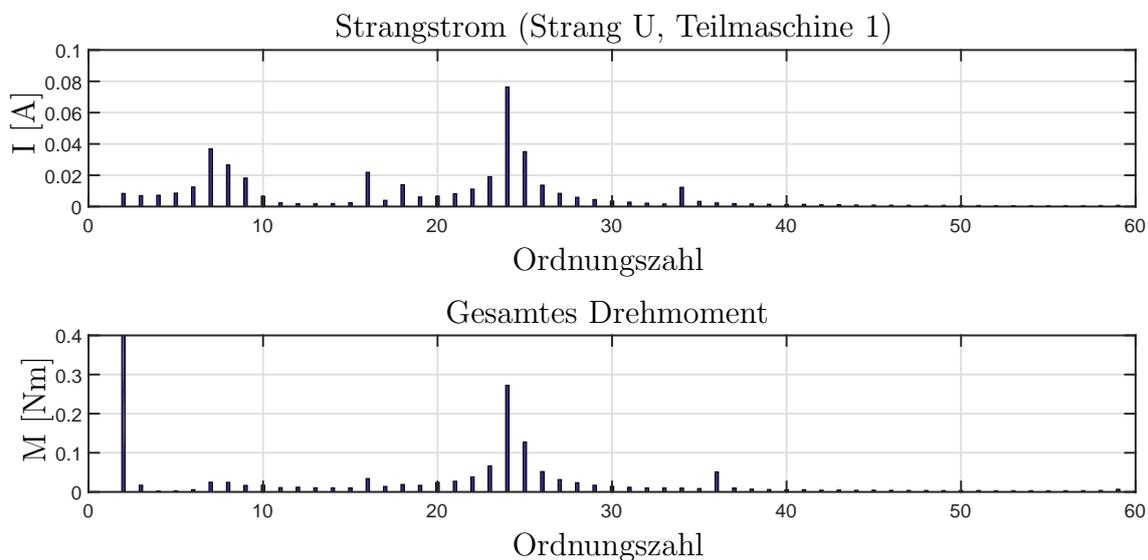 Strangstrom (Strang U, Teilmaschine 1)
0.1
0.08
0.06
0.04
0.02
0
I [A]
0 10 20 30 40 50 60
Ordnungszahl
Gesamtes Drehmoment
0.4
0.3
0.2
0.1
0
M [Nm]
0 10 20 30 40 50 60
Ordnungszahl